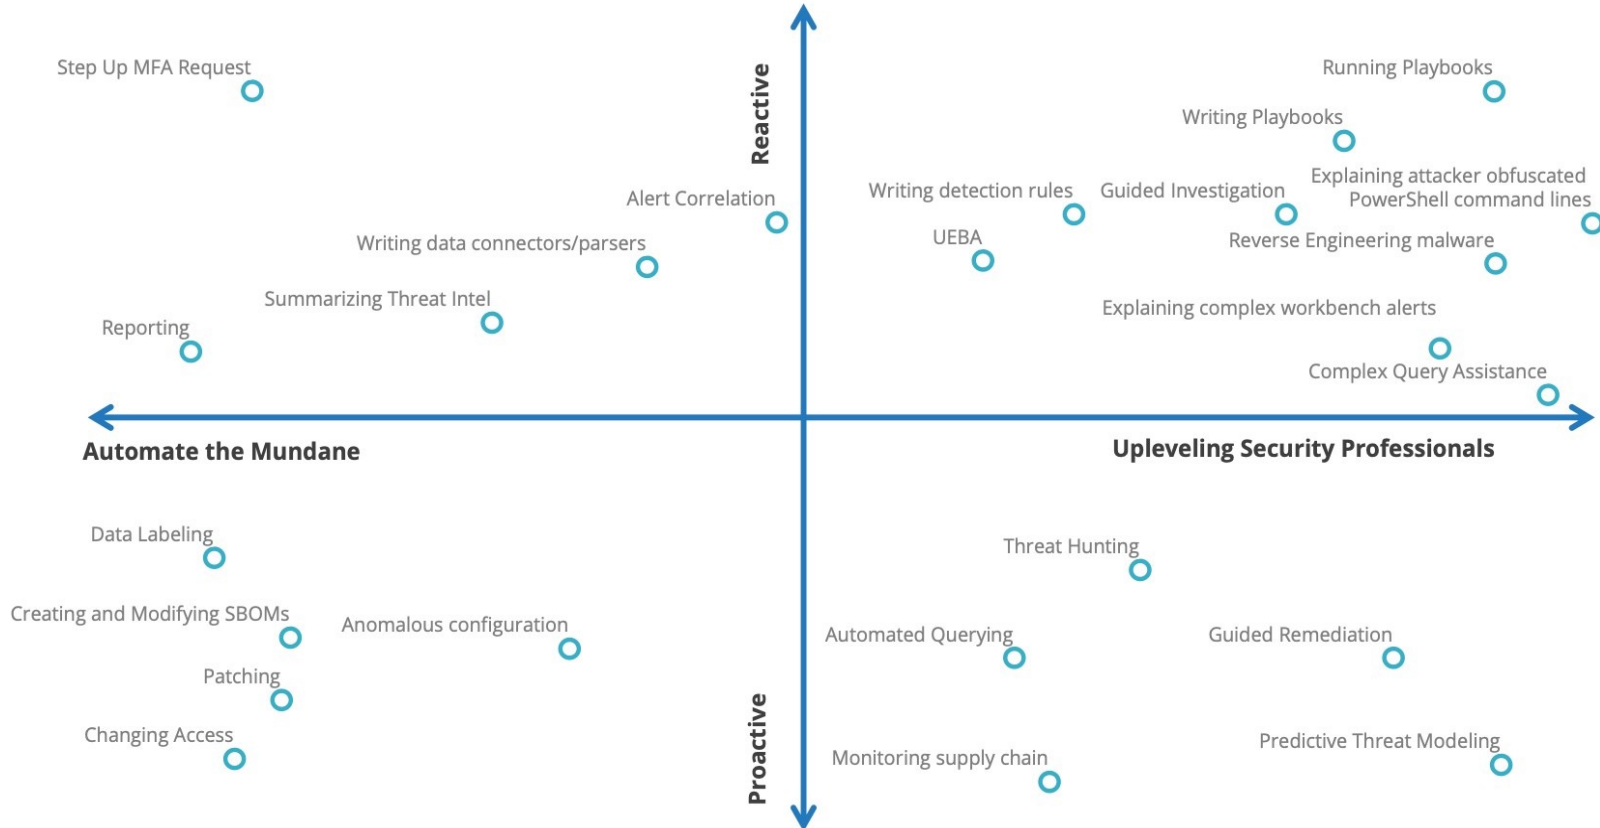 Step Up MFA Request
Reactive
Running Playbooks
Writing Playbooks
Explaining attacker obfuscated
PowerShell command lines
Alert Correlation
Writing detection rules
Guided Investigation
Writing data connectors/parsers
UEBA
Reverse Engineering malware
Summarizing Threat Intel
Explaining complex workbench alerts
Reporting
Complex Query Assistance
Automate the Mundane
Upleveling Security Professionals
Data Labeling
Threat Hunting
Creating and Modifying SBOMs
Anomalous configuration
Automated Querying
Guided Remediation
Patching
Proactive
Changing Access
Monitoring supply chain
Predictive Threat Modeling